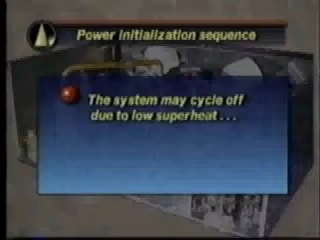 Power initialization sequence
The system may cycle off
due to low superheat . . .